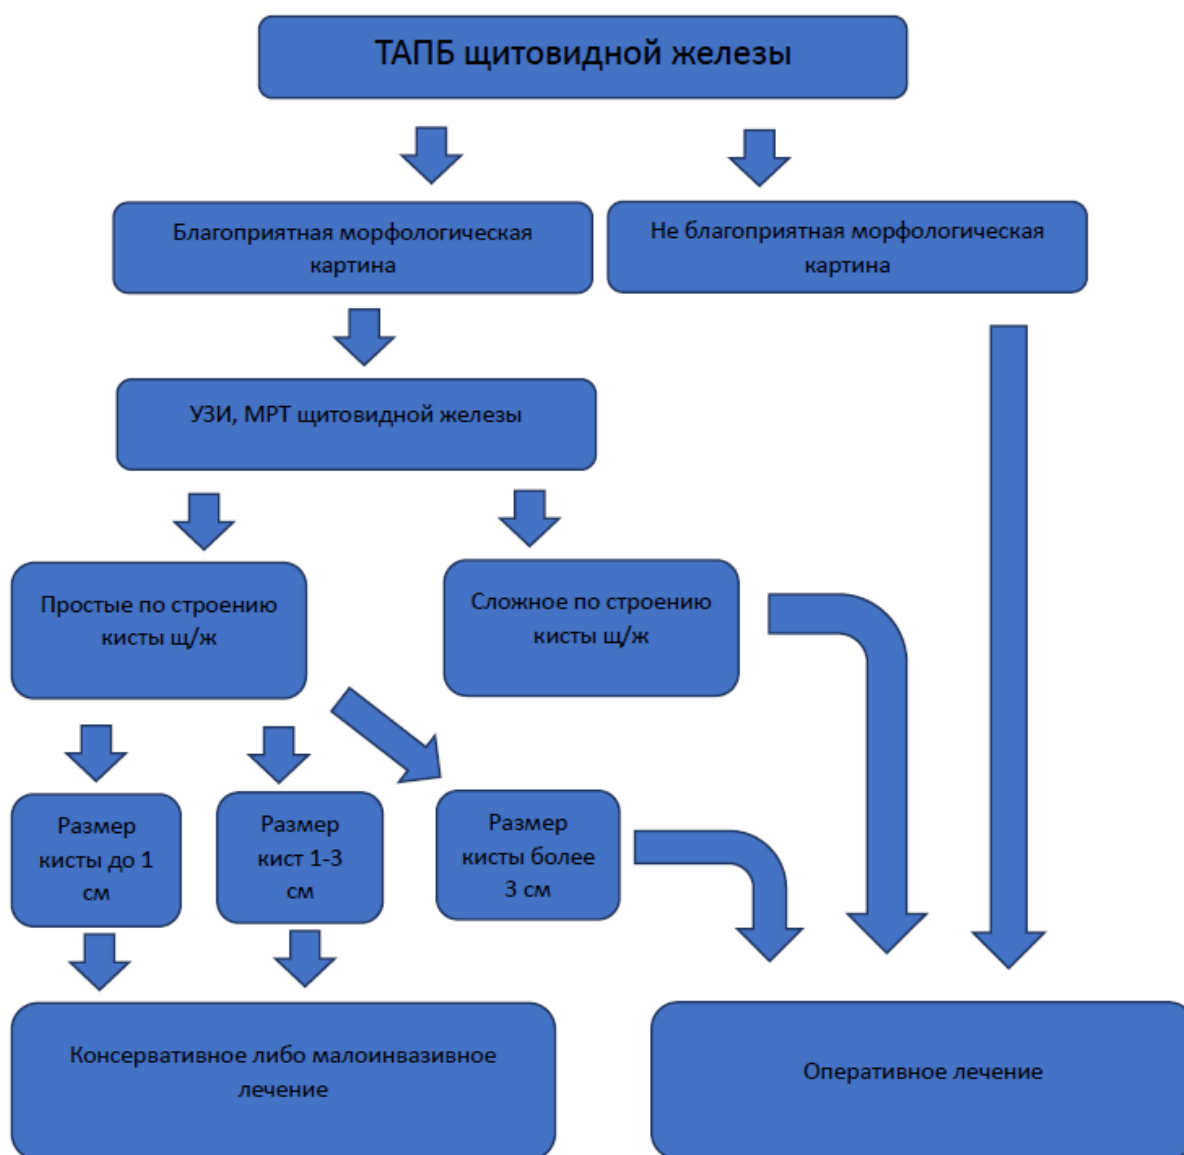 ТАПБ щитовидной железы
Благоприятная морфологическая
картина
Не благоприятная морфологическая
картина
УЗИ, МРТ щитовидной железы
Простые по строению
кисты щ/ж
Сложное по строению
кисты щ/ж
Размер
кисты до 1
см
Размер
кист 1-3
см
Размер
кисты более
3 см
Консервативное либо малоинвазивное
лечение
Оперативное лечение